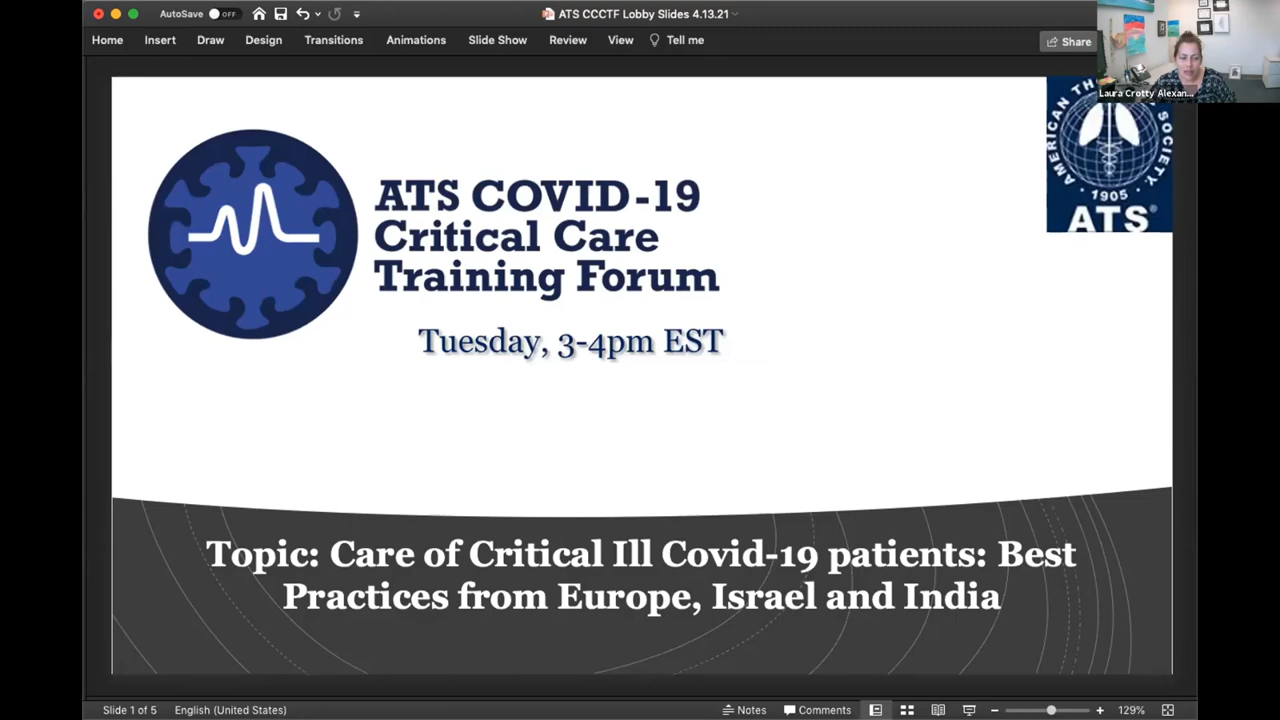 AutoSave OFF
ATS CCCTF Lobby Slides 4.13.21
Home Insert Draw Design Transitions Animations Slide Show Review View Tell me
Share
Laura Crotty Alexan...
AMERICAN SOCIETY
1905
ATS®
ATS COVID-19
Critical Care
Training Forum
Tuesday, 3-4pm EST
Topic: Care of Critical Ill Covid-19 patients: Best
Practices from Europe, Israel and India
Slide 1 of 5 English (United States) Notes Comments 129%